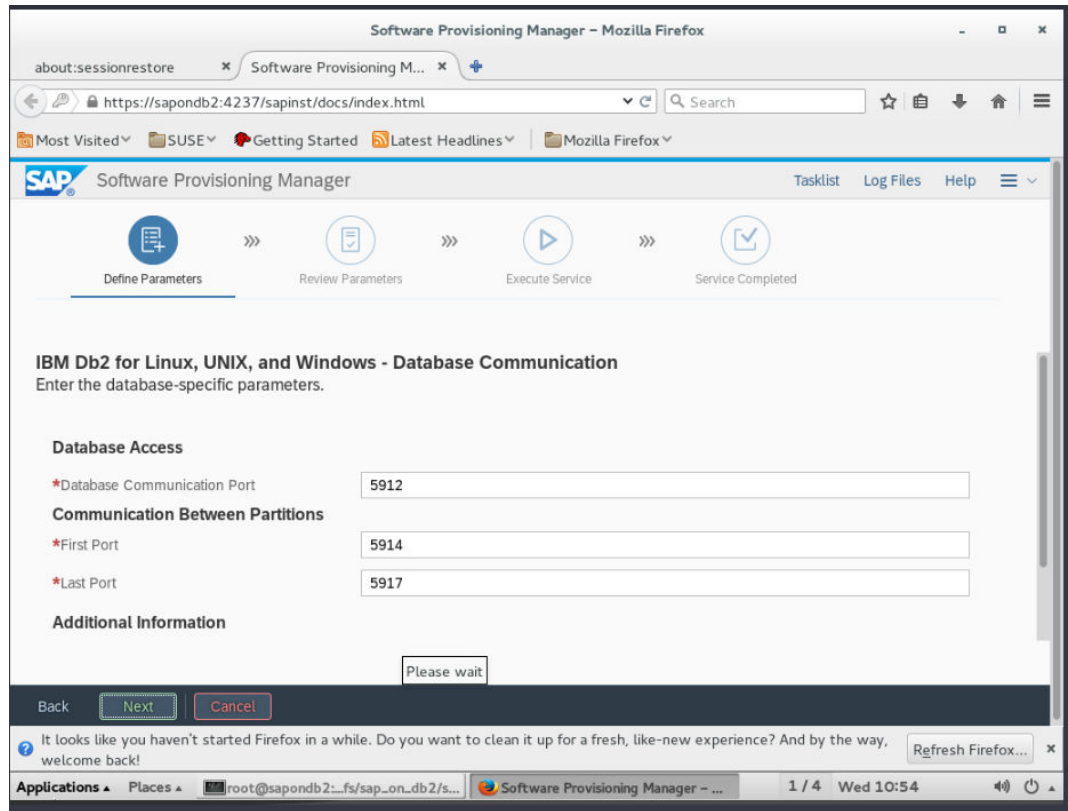 Software Provisioning Manager – Mozilla Firefox
about:sessionrestore
Software Provisioning M...
https://sapondb2:4237/sapinst/docs/index.html
Search
Most Visited
SUSE
Getting Started
Latest Headlines
Mozilla Firefox
SAP
Software Provisioning Manager
Tasklist
Log Files
Help
Define Parameters
Review Parameters
Execute Service
Service Completed
IBM Db2 for Linux, UNIX, and Windows - Database Communication
Enter the database-specific parameters.
Database Access
*Database Communication Port
5912
Communication Between Partitions
*First Port
5914
*Last Port
5917
Additional Information
Please wait
Back
Next
Cancel
It looks like you haven't started Firefox in a while. Do you want to clean it up for a fresh, like-new experience? And by the way,
welcome back!
Refresh Firefox...
Applications
Places
root@sapondb2:_fs/sap_on_db2/s...
Software Provisioning Manager – ...
1 / 4
Wed 10:54